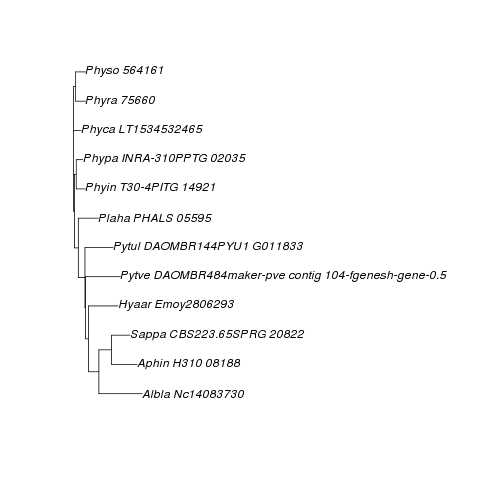 Physo 564161
Phyra 75660
Phyca LT1534532465
Phypa INRA-310PPTG 02035
Phyin T30-4PITG 14921
Plaha PHALS 05595
Pytul DAOMBR144PYU1 G011833
Pytve DAOMBR484maker-pve contig 104-fgenesh-gene-0.5
Hyaar Emoy2806293
Sappa CBS223.65SPRG 20822
Aphin H310 08188
Albla Nc14083730